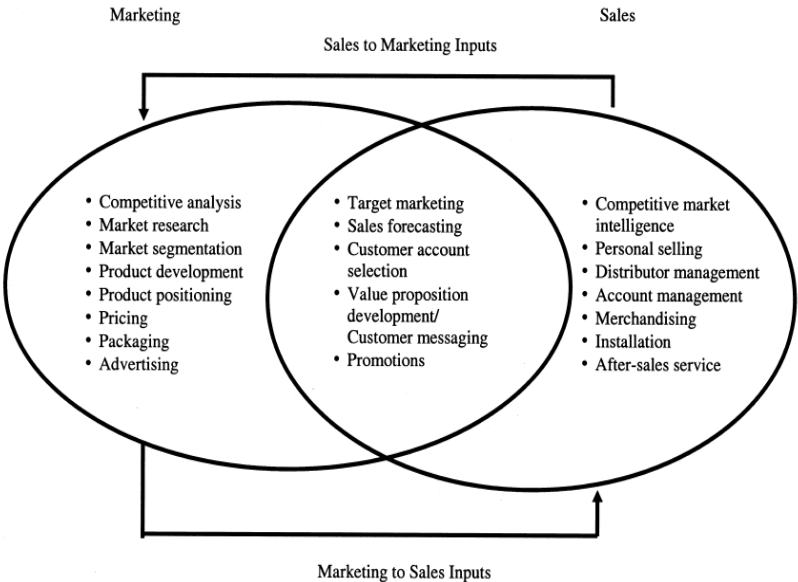 Marketing
Sales
Sales to Marketing Inputs
• Competitive analysis
• Market research
• Market segmentation
• Product development
• Product positioning
• Pricing
• Packaging
• Advertising
• Target marketing
• Sales forecasting
• Customer account
selection
• Value proposition
development/
Customer messaging
• Promotions
• Competitive market
intelligence
• Personal selling
• Distributor management
• Account management
• Merchandising
• Installation
• After-sales service
Marketing to Sales Inputs